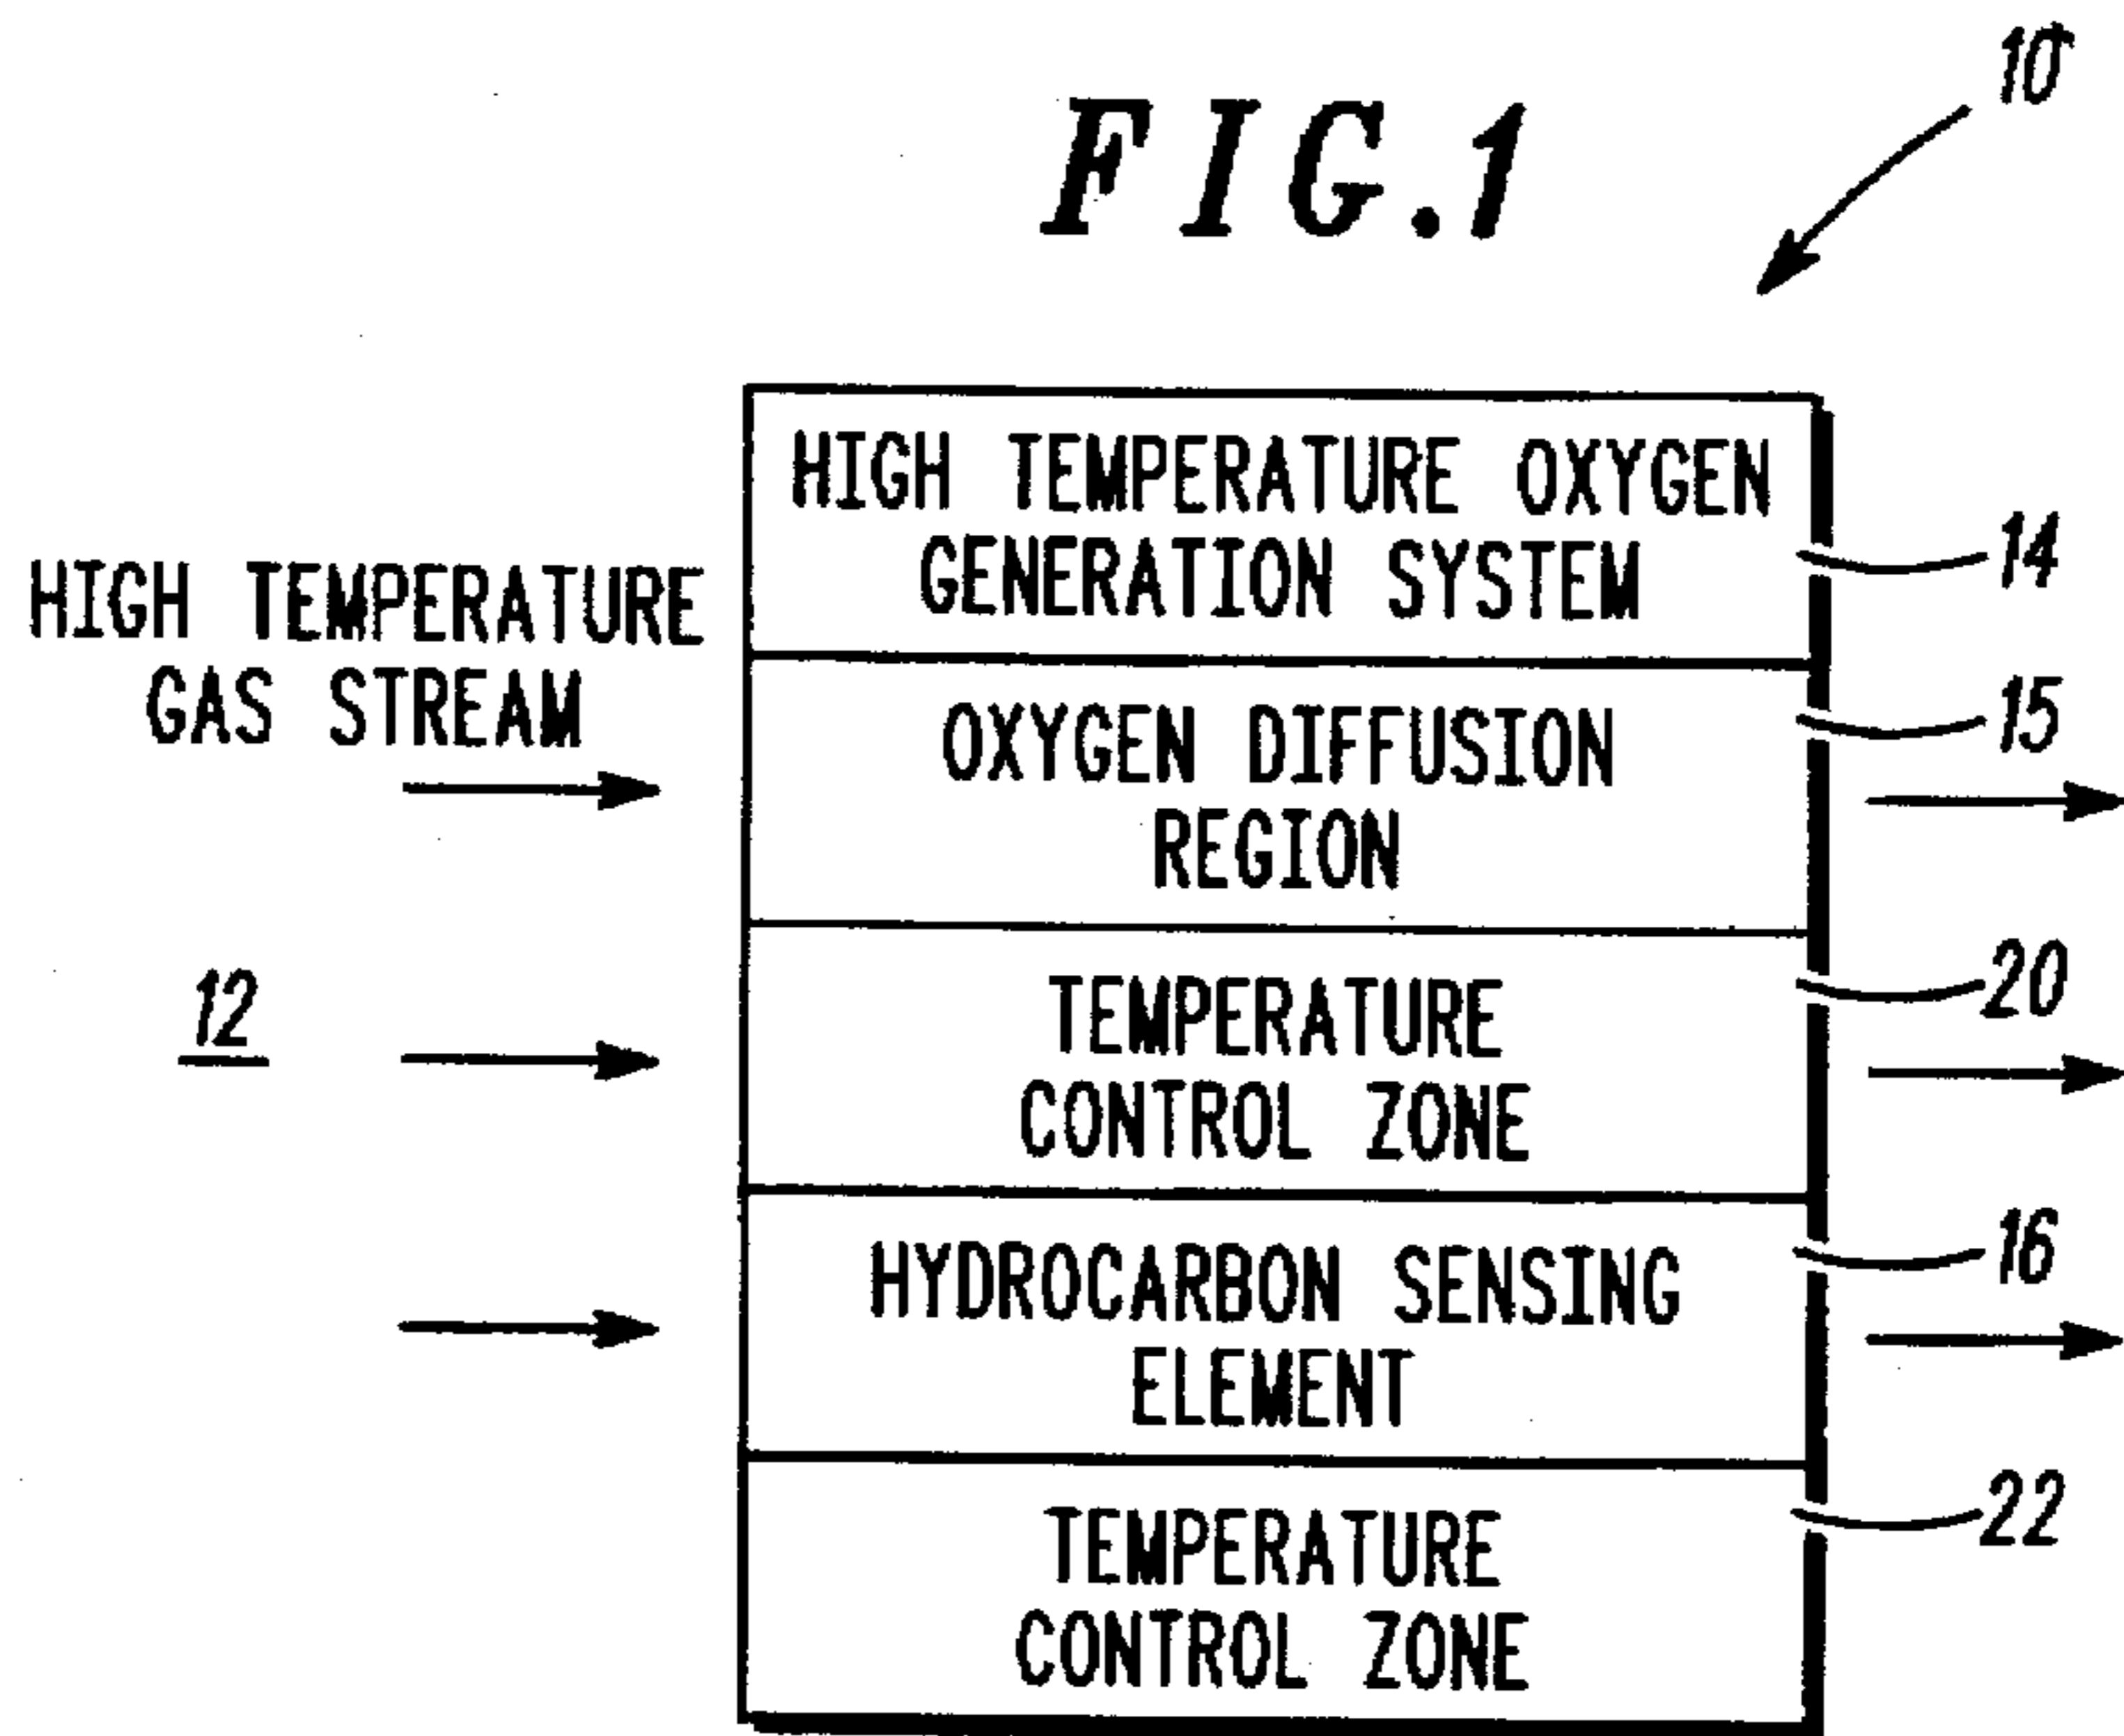 FIG.1
10
HIGH TEMPERATURE OXYGEN
GENERATION SYSTEM
14
HIGH TEMPERATURE
GAS STREAM
OXYGEN DIFFUSION
REGION
15
12
TEMPERATURE
CONTROL ZONE
20
HYDROCARBON SENSING
ELEMENT
16
TEMPERATURE
CONTROL ZONE
22